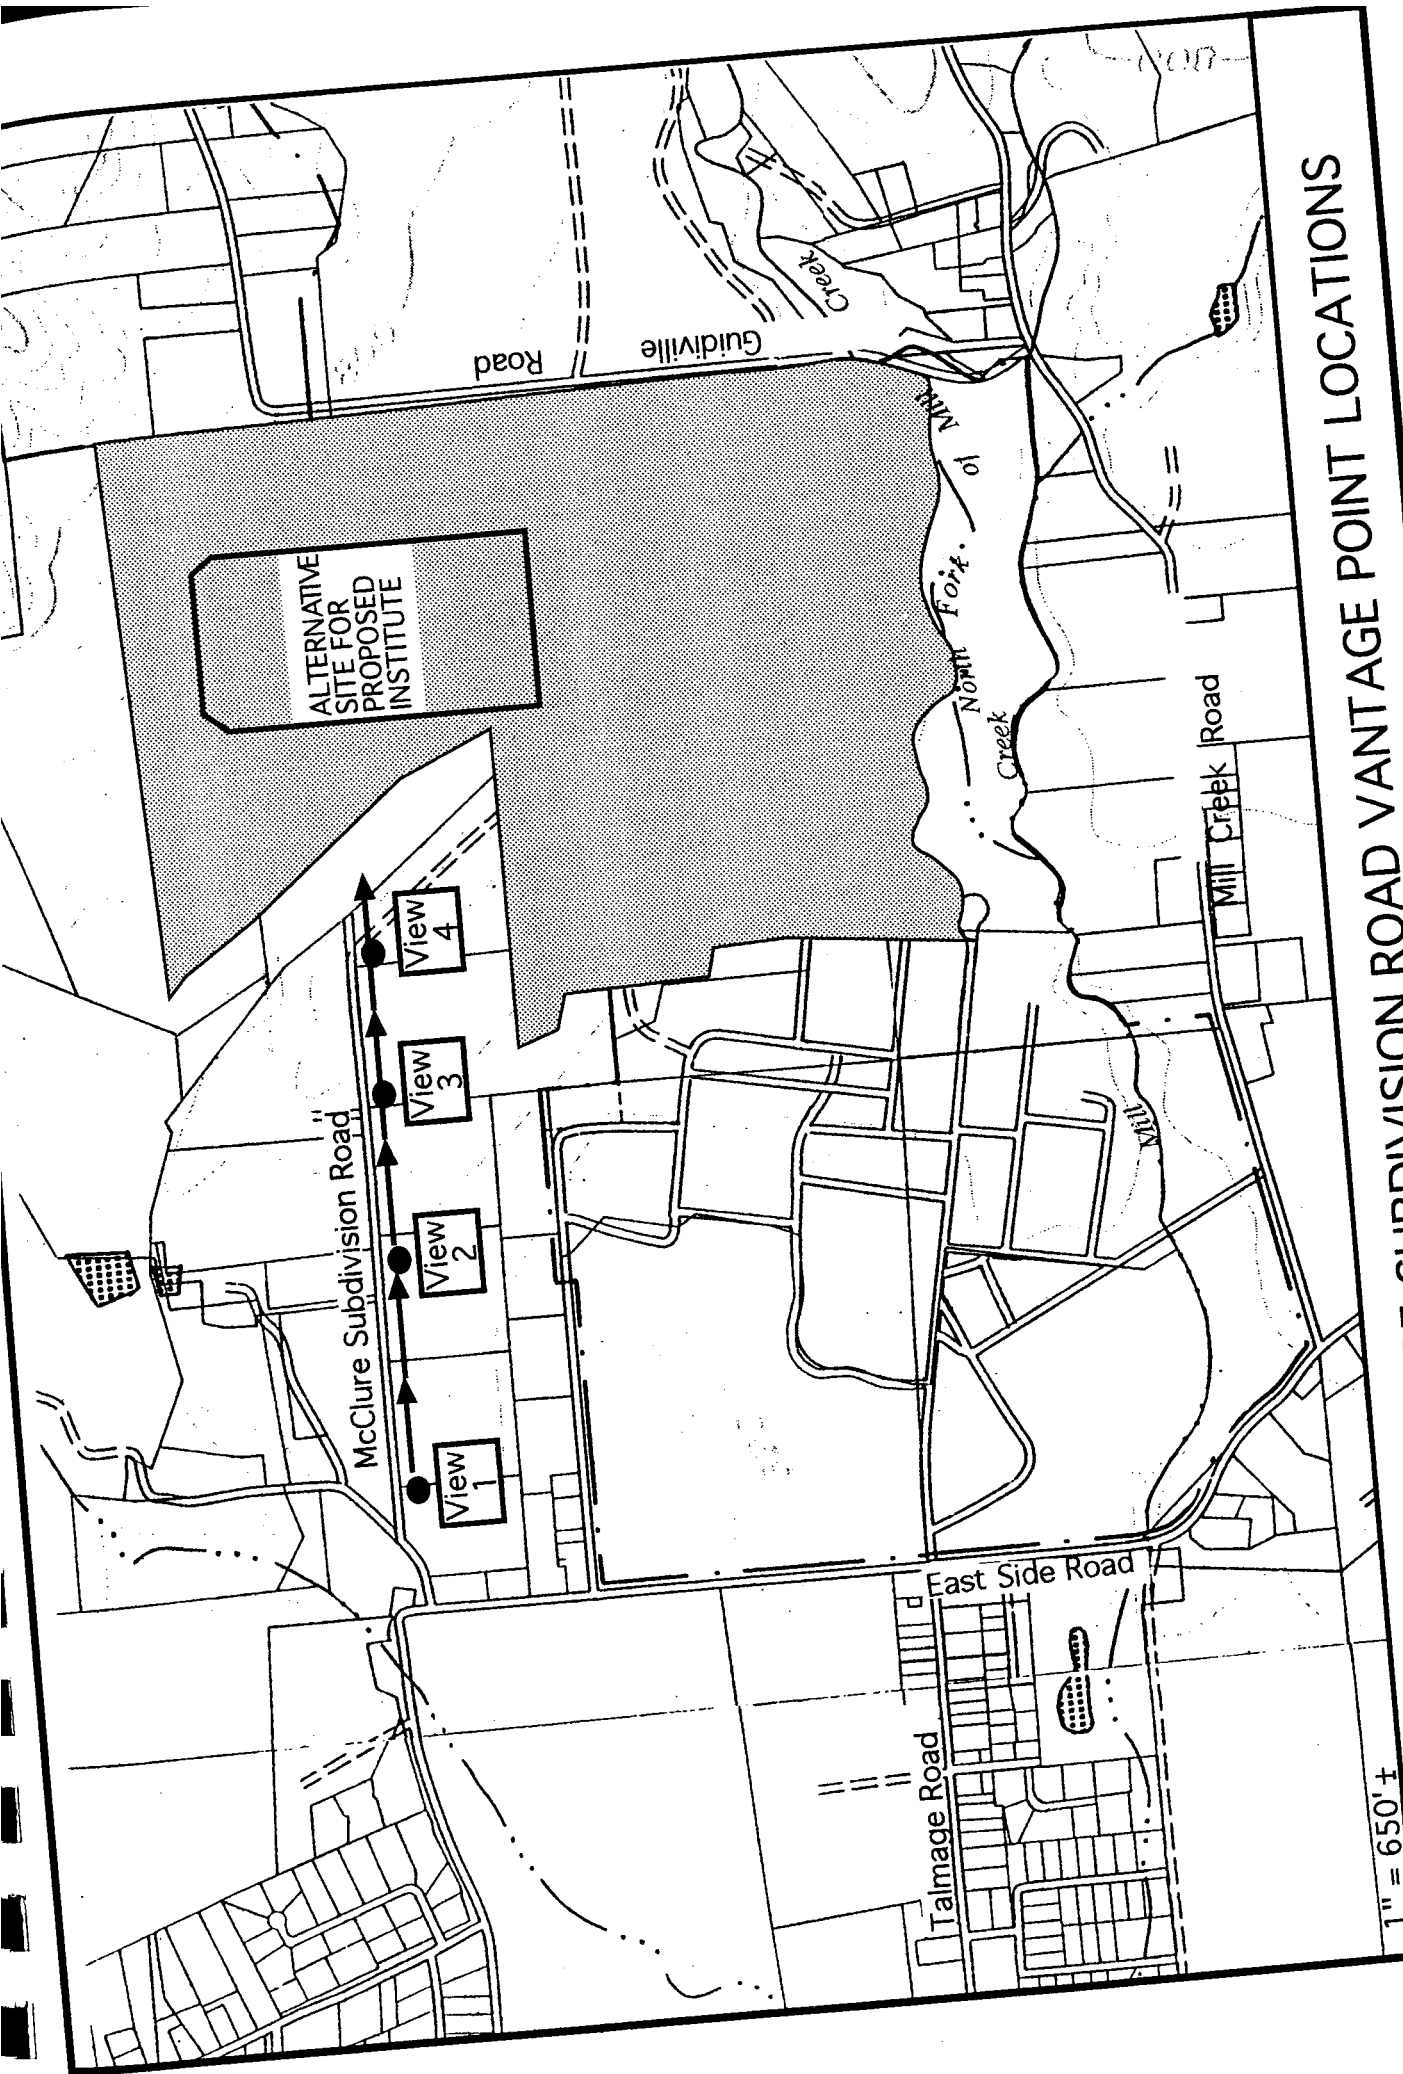 ALTERNATIVE
SITE FOR
PROPOSED
INSTITUTE
Guidiville
Road
Creek
McClure Subdivision Road
View
1
View
2
View
3
View
4
North Fork of Mill
Creek
Mill
Mill Creek Road
East Side Road
Talmage Road
1" = 650'±
SUBDIVISION ROAD VANTAGE POINT LOCATIONS